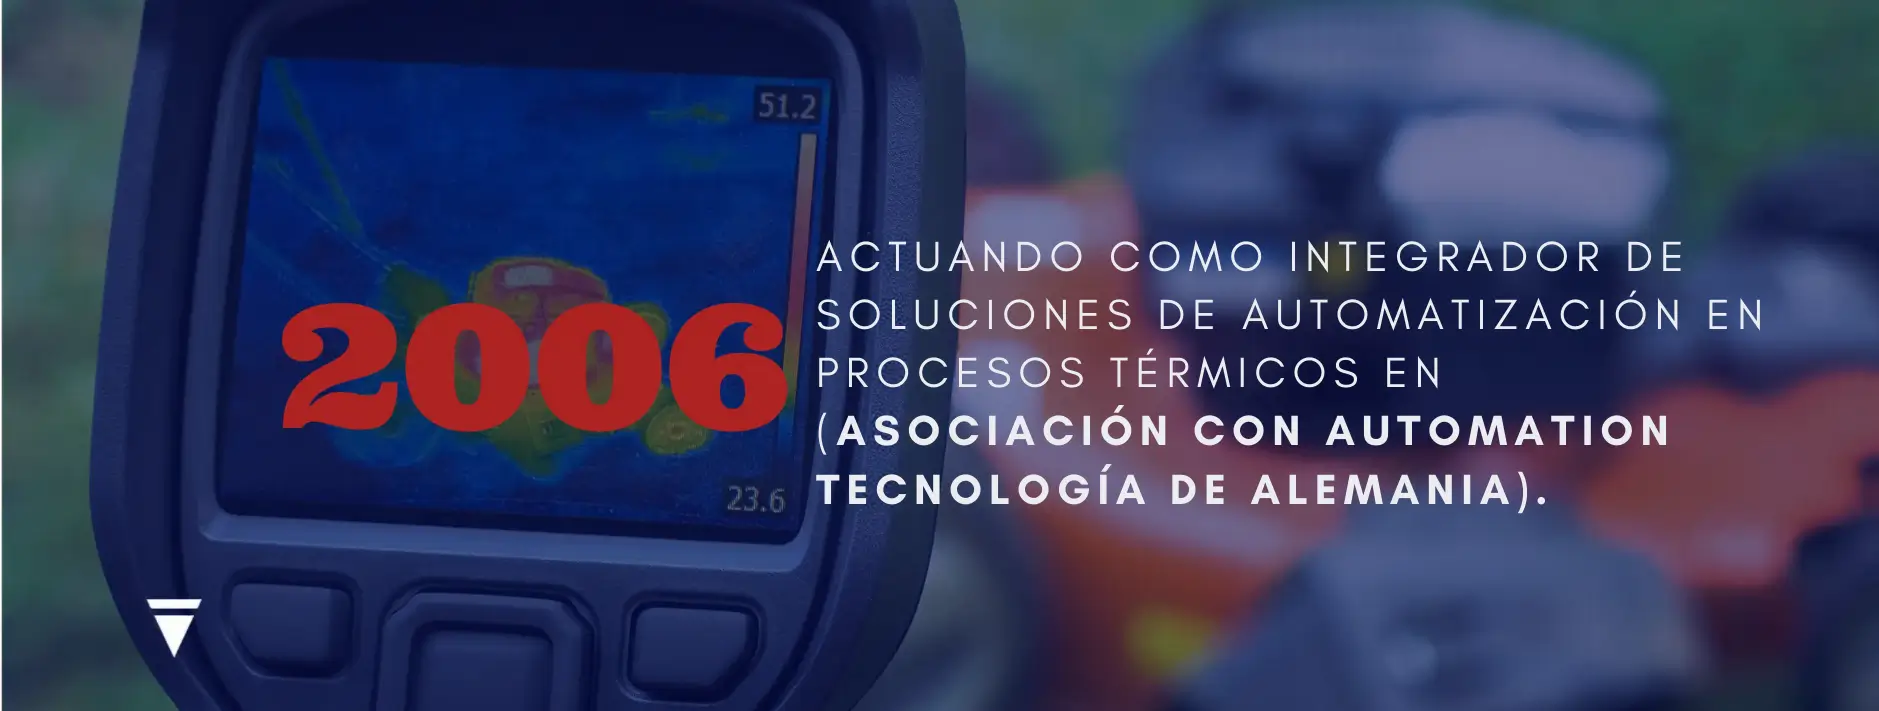 51.2
2006
ACTUANDO COMO INTEGRADOR DE
SOLUCIONES DE AUTOMATIZACIÓN EN
PROCESOS TÉRMICOS EN
(ASOCIACIÓN CON AUTOMATION
TECNOLOGÍA DE ALEMANIA).
23.6